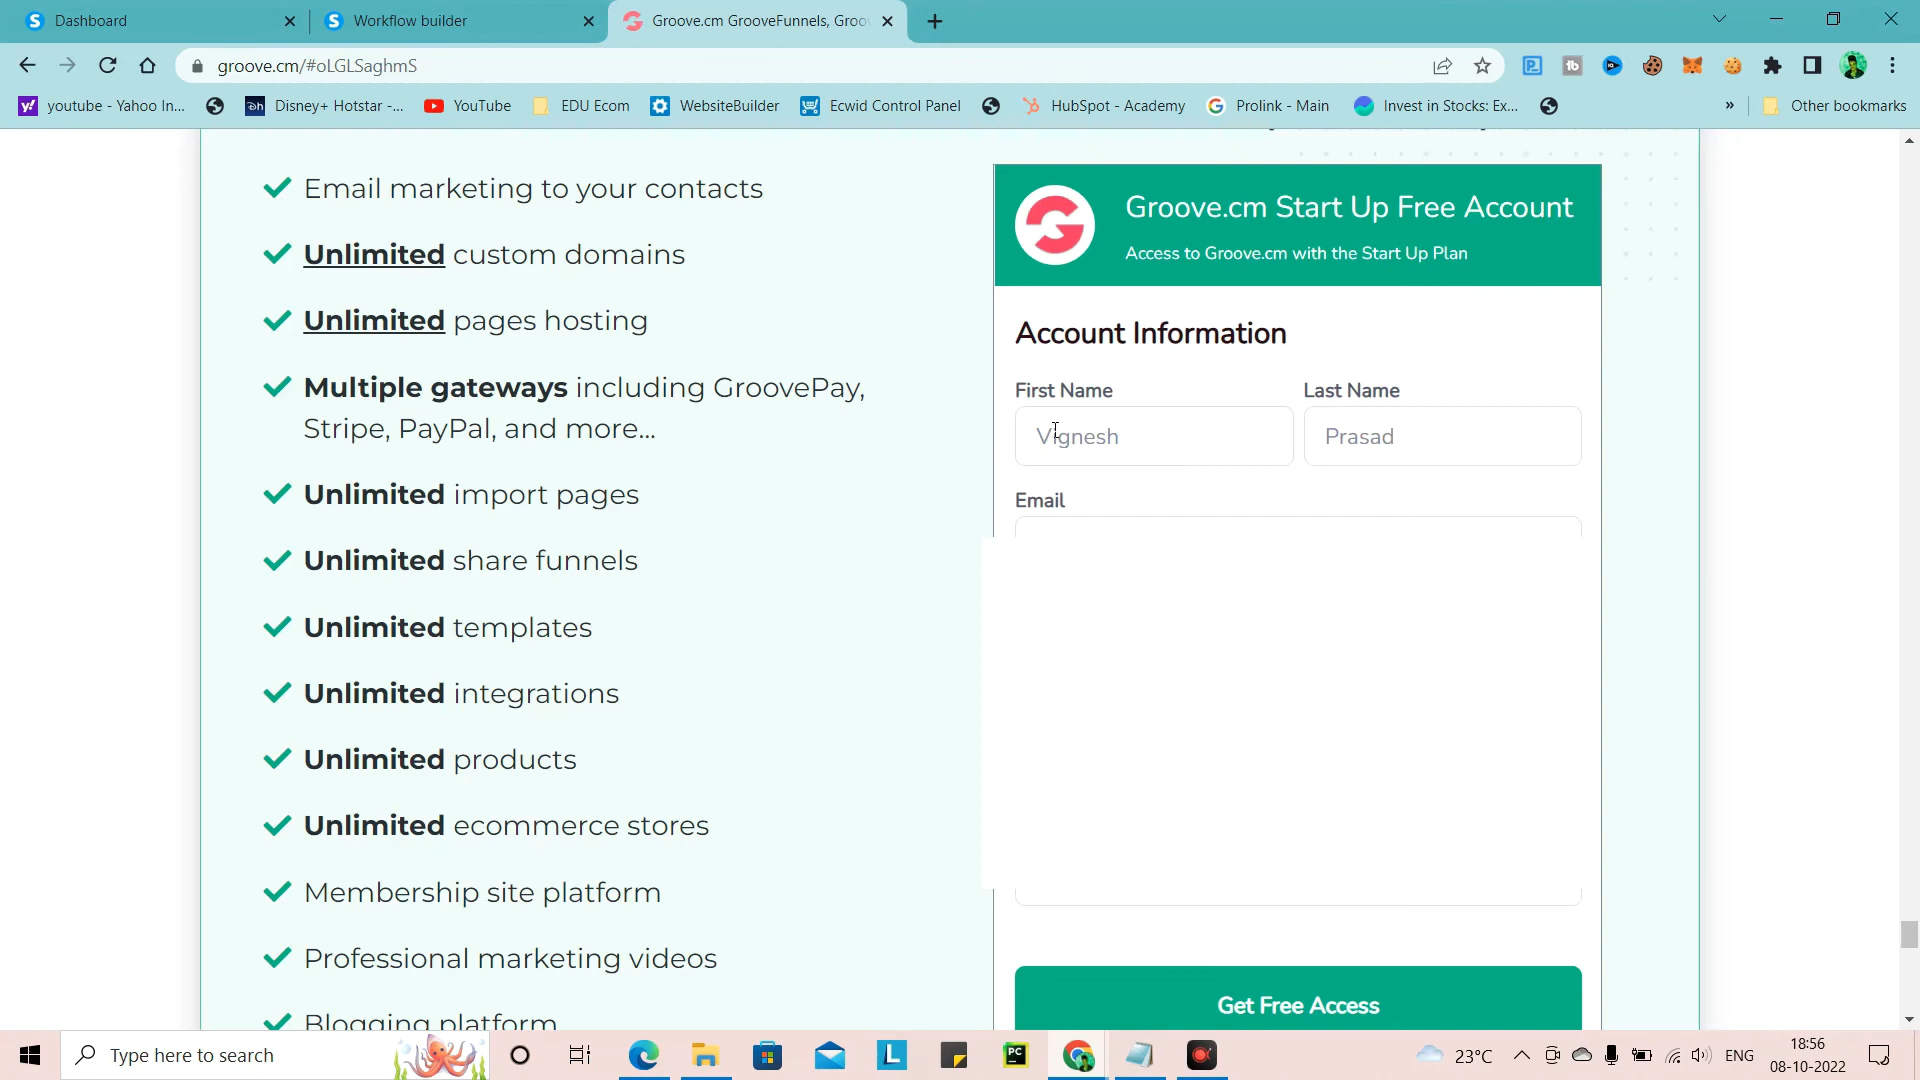 Dashboard
Workflow builder
Groove.cm GrooveFunnels, Groo
groove.cm/#oLGLSaghmS
youtube - Yahoo In...
Disney+ Hotstar -...
YouTube
EDU Ecom
WebsiteBuilder
Ecwid Control Panel
HubSpot - Academy
Prolink - Main
Invest in Stocks: Ex...
»
Other bookmarks
Email marketing to your contacts
Unlimited custom domains
Unlimited pages hosting
Multiple gateways including GroovePay,
Stripe, PayPal, and more...
Unlimited import pages
Unlimited share funnels
Unlimited templates
Unlimited integrations
Unlimited products
Unlimited ecommerce stores
Membership site platform
Professional marketing videos
Blogging platform
Groove.cm Start Up Free Account
Access to Groove.cm with the Start Up Plan
Account Information
First Name
Last Name
Vignesh
Prasad
Email
Get Free Access
Type here to search
23°C
ENG
18:56
08-10-2022